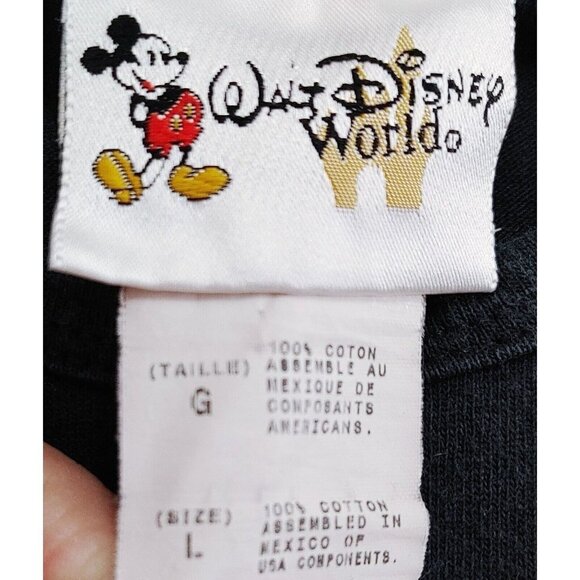 Walt Disney
World®
(TAILLE)
G
100% COTON
ASSEMBLE AU
MEXIQUE DE
COMPOSANTS
AMERICANS.
(SIZE)
L
100% COTTON
ASSEMBLED IN
MEXICO OF
USA COMPONENTS.